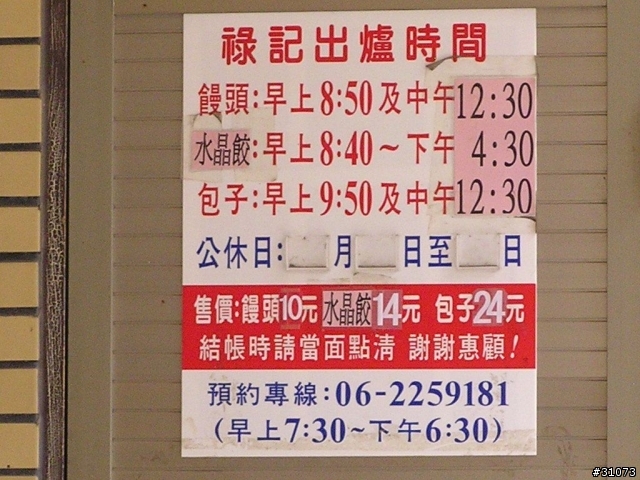 祿記出爐時間
饅頭:早上8:50及中午12:30
水晶餃:早上8:40~下午4:30
包子:早上9:50及中午12:30
公休日: 月 日至 日
售價:饅頭10元 水晶餃14元 包子24元
結帳時請當面點清 謝謝惠顧!
預約專線:06-2259181
(早上7:30~下午6:30)
#31073